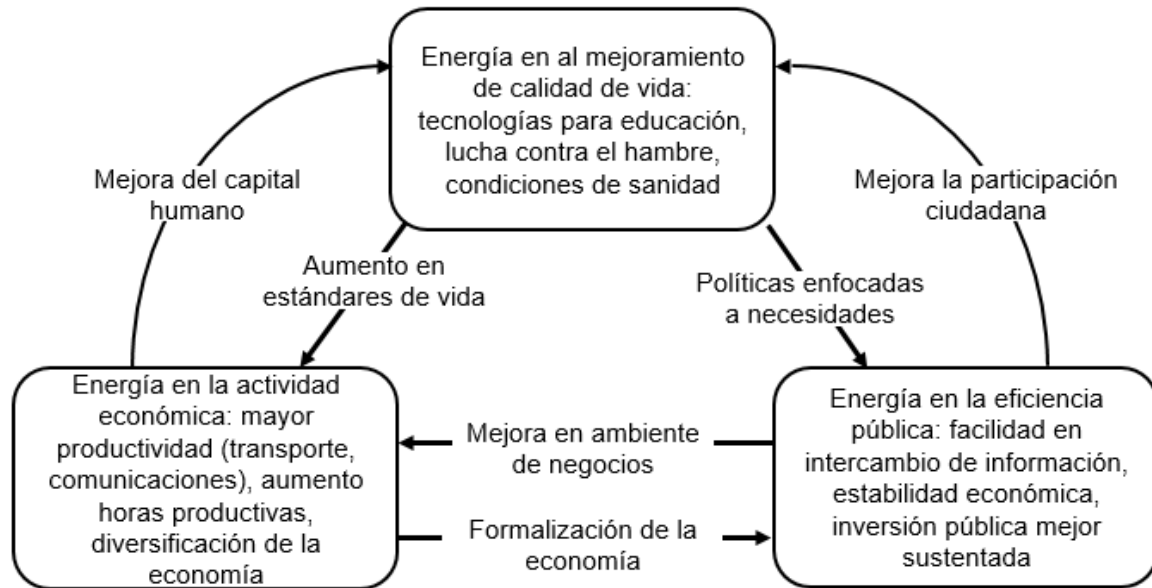 Energía en al mejoramiento
de calidad de vida:
tecnologías para educación,
lucha contra el hambre,
condiciones de sanidad
Mejora del capital
humano
Mejora la participación
ciudadana
Aumento en
estándares de vida
Políticas enfocadas
a necesidades
Energía en la actividad
económica: mayor
productividad (transporte,
comunicaciones), aumento
horas productivas,
diversificación de la
economía
Mejora en ambiente
de negocios
Formalización de la
economía
Energía en la eficiencia
pública: facilidad en
intercambio de información,
estabilidad económica,
inversión pública mejor
sustentada